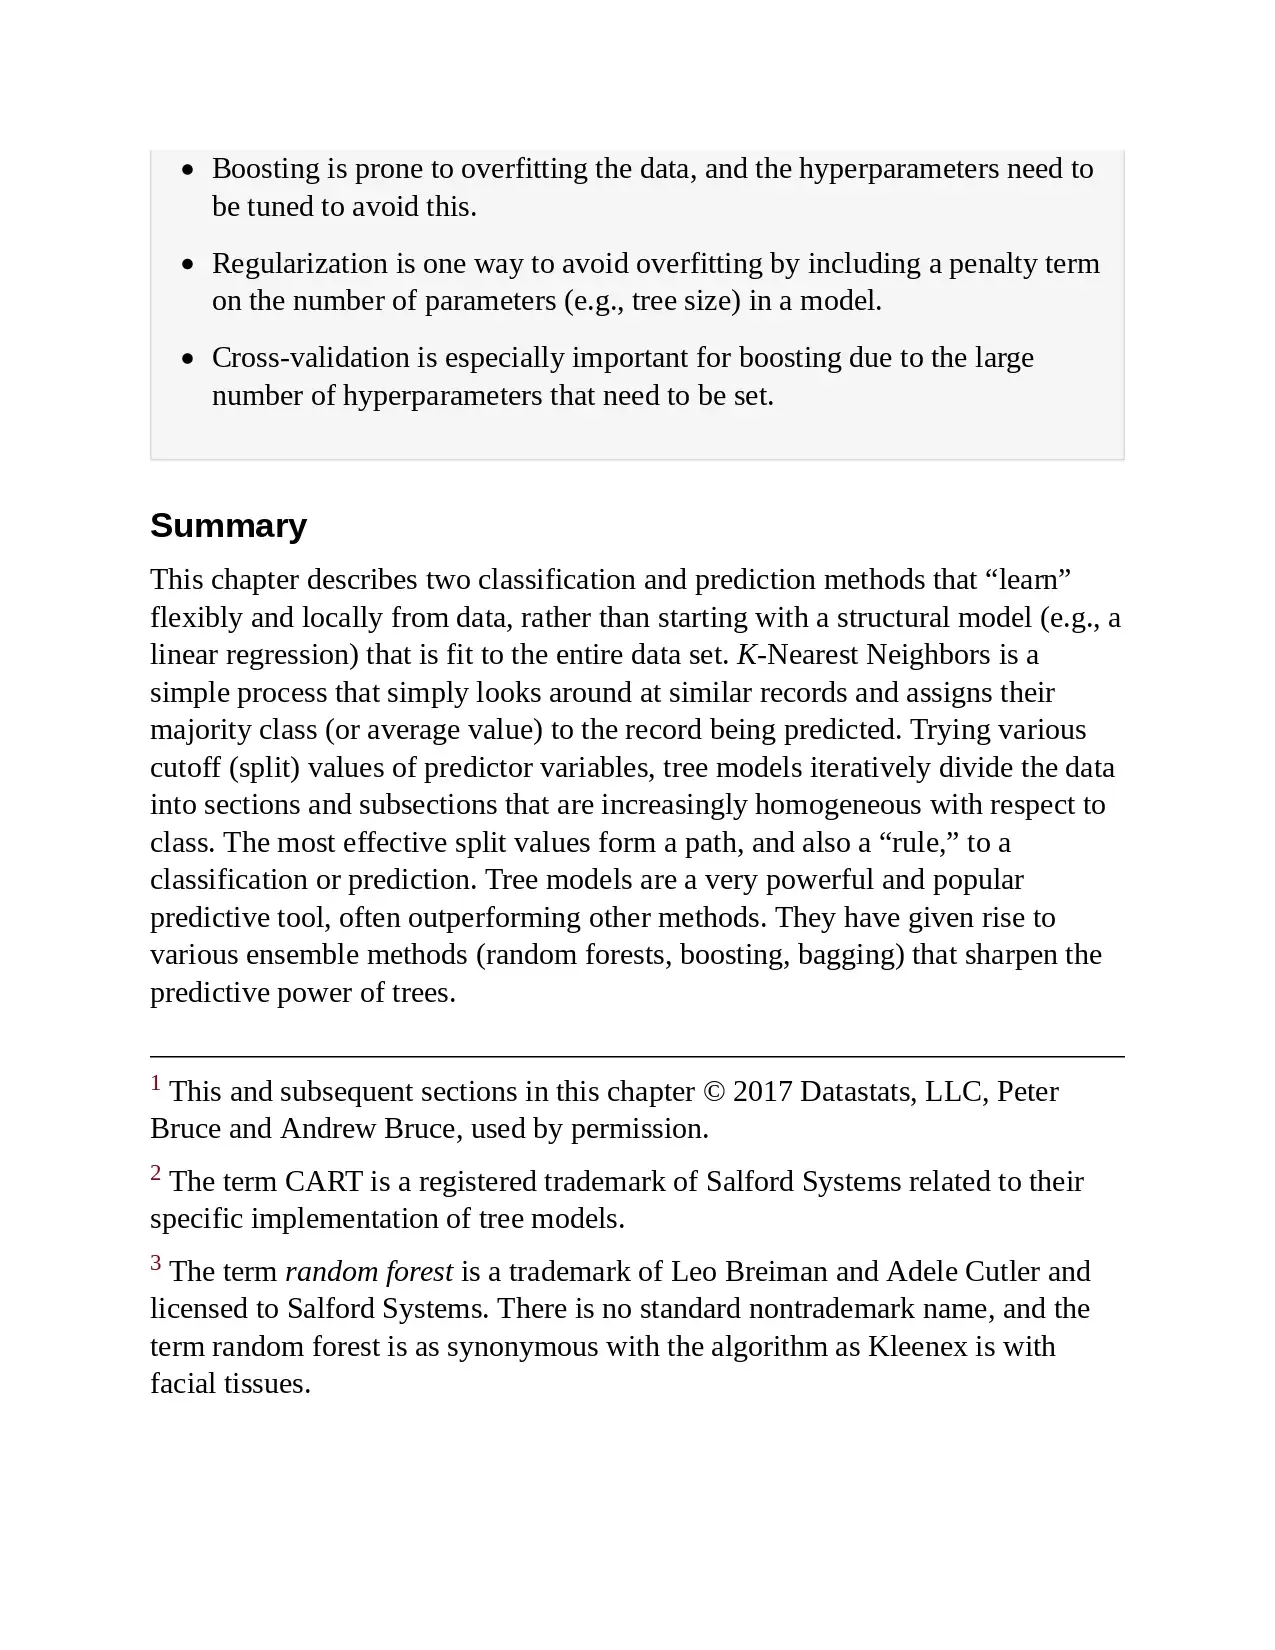 • Boosting is prone to overfitting the data, and the hyperparameters need to
be tuned to avoid this.
• Regularization is one way to avoid overfitting by including a penalty term
on the number of parameters (e.g., tree size) in a model.
• Cross-validation is especially important for boosting due to the large
number of hyperparameters that need to be set.
Summary
This chapter describes two classification and prediction methods that “learn”
flexibly and locally from data, rather than starting with a structural model (e.g., a
linear regression) that is fit to the entire data set. K-Nearest Neighbors is a
simple process that simply looks around at similar records and assigns their
majority class (or average value) to the record being predicted. Trying various
cutoff (split) values of predictor variables, tree models iteratively divide the data
into sections and subsections that are increasingly homogeneous with respect to
class. The most effective split values form a path, and also a “rule,” to a
classification or prediction. Tree models are a very powerful and popular
predictive tool, often outperforming other methods. They have given rise to
various ensemble methods (random forests, boosting, bagging) that sharpen the
predictive power of trees.
1 This and subsequent sections in this chapter © 2017 Datastats, LLC, Peter
Bruce and Andrew Bruce, used by permission.
2 The term CART is a registered trademark of Salford Systems related to their
specific implementation of tree models.
3 The term random forest is a trademark of Leo Breiman and Adele Cutler and
licensed to Salford Systems. There is no standard nontrademark name, and the
term random forest is as synonymous with the algorithm as Kleenex is with
facial tissues.